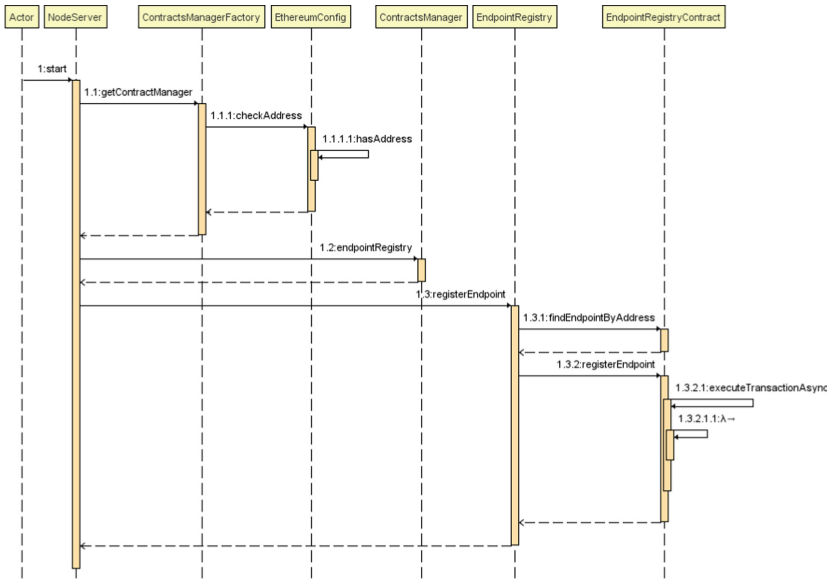 Actor NodeServer ContractsManagerFactory EthereumConfig ContractsManager EndpointRegistry EndpointRegistryContract
1:start
1.1:getContractManager
1.1.1:checkAddress
1.1.1.1:hasAddress
1.2:endpointRegistry
1.3:registerEndpoint
1.3.1:findEndpointByAddress
1.3.2:registerEndpoint
1.3.2.1:executeTransactionAsync
1.3.2.1.1:λ→